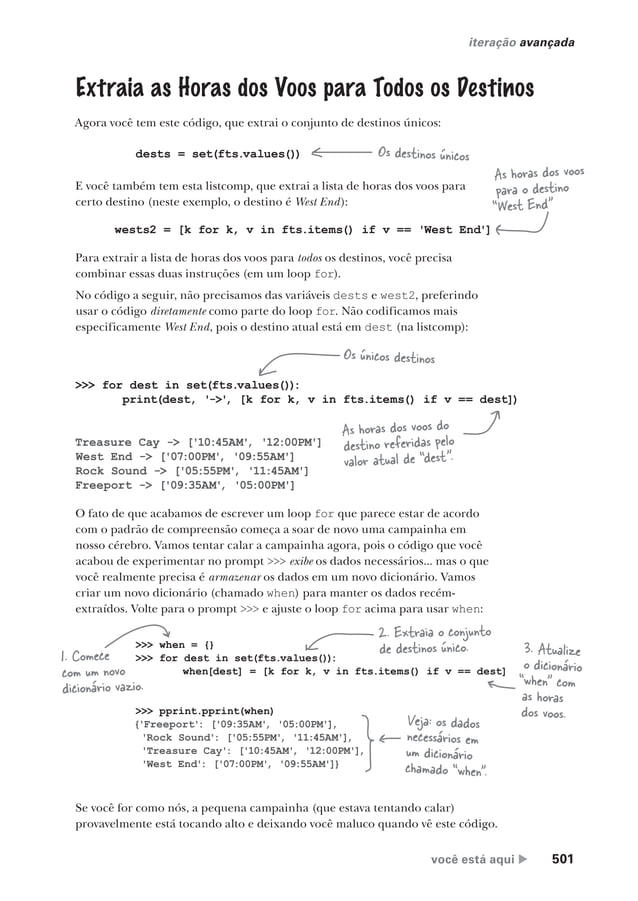 iteração avançada
Extraia as Horas dos Voos para Todos os Destinos
Agora você tem este código, que extrai o conjunto de destinos únicos:
dests = set(fts.values())
Os destinos únicos
E você também tem esta listcomp, que extrai a lista de horas dos voos para
certo destino (neste exemplo, o destino é West End):
As horas dos voos
para o destino
“West End”
wests2 = [k for k, v in fts.items() if v == 'West End']
Para extrair a lista de horas dos voos para todos os destinos, você precisa
combinar essas duas instruções (em um loop for).
No código a seguir, não precisamos das variáveis dests e west2, preferindo
usar o código diretamente como parte do loop for. Não codificamos mais
especificamente West End, pois o destino atual está em dest (na listcomp):
Os únicos destinos
>>> for dest in set(fts.values()):
print(dest, '->', [k for k, v in fts.items() if v == dest])
As horas dos voos do
destino referidas pelo
valor atual de “dest”.
Treasure Cay -> ['10:45AM', '12:00PM']
West End -> ['07:00PM', '09:55AM']
Rock Sound -> ['05:55PM', '11:45AM']
Freeport -> ['09:35AM', '05:00PM']
O fato de que acabamos de escrever um loop for que parece estar de acordo
com o padrão de compreensão começa a soar de novo uma campainha em
nosso cérebro. Vamos tentar calar a campainha agora, pois o código que você
acabou de experimentar no prompt >>> exibe os dados necessários... mas o que
você realmente precisa é armazenar os dados em um novo dicionário. Vamos
criar um novo dicionário (chamado when) para manter os dados recém-
extraídos. Volte para o prompt >>> e ajuste o loop for acima para usar when:
1. Comece
com um novo
dicionário vazio.
2. Extraia o conjunto
de destinos único.
3. Atualize
o dicionário
“when” com
as horas
dos voos.
>>> when = {}
>>> for dest in set(fts.values()):
when[dest] = [k for k, v in fts.items() if v == dest]
>>> pprint.pprint(when)
{'Freeport': ['09:35AM', '05:00PM'],
'Rock Sound': ['05:55PM', '11:45AM'],
'Treasure Cay': ['10:45AM', '12:00PM'],
'West End': ['07:00PM', '09:55AM']}
Veja: os dados
necessários em
um dicionário
chamado “when”.
Se você for como nós, a pequena campainha (que estava tentando calar)
provavelmente está tocando alto e deixando você maluco quando vê este código.
você está aqui ▶ 501